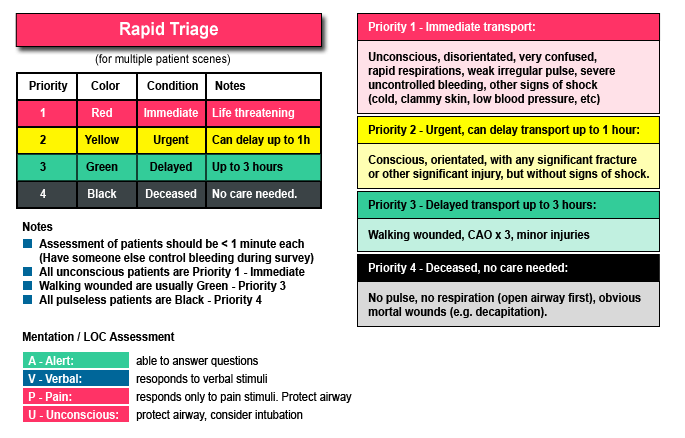 Rapid Triage
(for multiple patient scenes)
Priority Color Condition Notes
1 Red Immediate Life threatening
2 Yellow Urgent Can delay up to 1h
3 Green Delayed Up to 3 hours
4 Black Deceased No care needed.
Notes
Assessment of patients should be < 1 minute each
(Have someone else control bleeding during survey)
All unconscious patients are Priority 1 - Immediate
Walking wounded are usually Green - Priority 3
All pulseless patients are Black - Priority 4
Mentation / LOC Assessment
A - Alert: able to answer questions
V - Verbal: resoponds to verbal stimuli
P - Pain: responds only to pain stimuli. Protect airway
U - Unconscious: protect airway, consider intubation
Priority 1 - Immediate transport:
Unconscious, disorientated, very confused,
rapid respirations, weak irregular pulse, severe
uncontrolled bleeding, other signs of shock
(cold, clammy skin, low blood pressure, etc)
Priority 2 - Urgent, can delay transport up to 1 hour:
Conscious, orientated, with any significant fracture
or other significant injury, but without signs of shock.
Priority 3 - Delayed transport up to 3 hours:
Walking wounded, CAO x 3, minor injuries
Priority 4 - Deceased, no care needed:
No pulse, no respiration (open airway first), obvious
mortal wounds (e.g. decapitation).